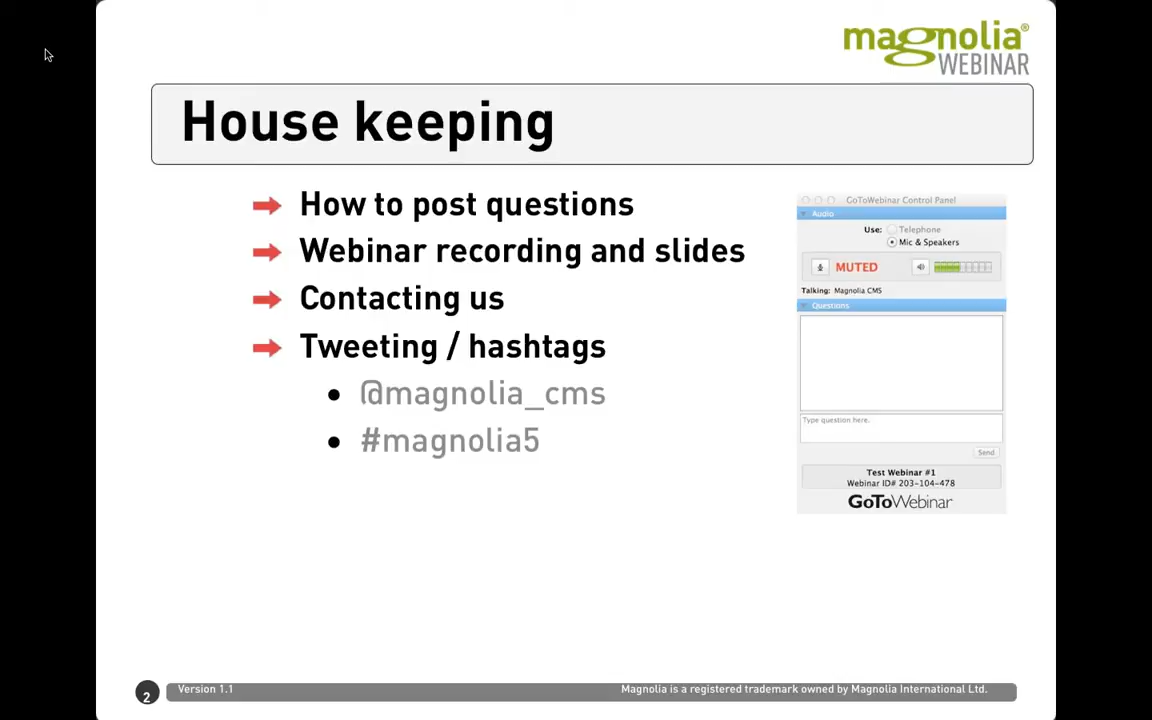 magnolia®
WEBINAR
House keeping
How to post questions
Webinar recording and slides
Contacting us
Tweeting / hashtags
@magnolia_cms
#magnolia5
GoToWebinar Control Panel
Audio
Use: Telephone
Mic & Speakers
MUTED
Talking: Magnolia CMS
Questions
Type question here.
Send
Test Webinar #1
Webinar ID# 203-104-478
GoToWebinar
2
Version 1.1
Magnolia is a registered trademark owned by Magnolia International Ltd.